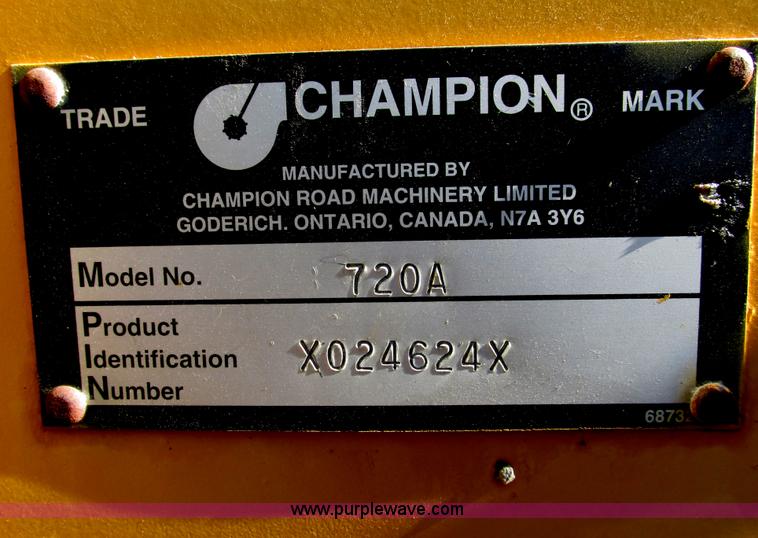 TRADE CHAMPION® MARK
MANUFACTURED BY
CHAMPION ROAD MACHINERY LIMITED
GODERICH. ONTARIO, CANADA, N7A 3Y6
Model No. 720A
Product
Identification X024624X
Number
www.purplewave.com